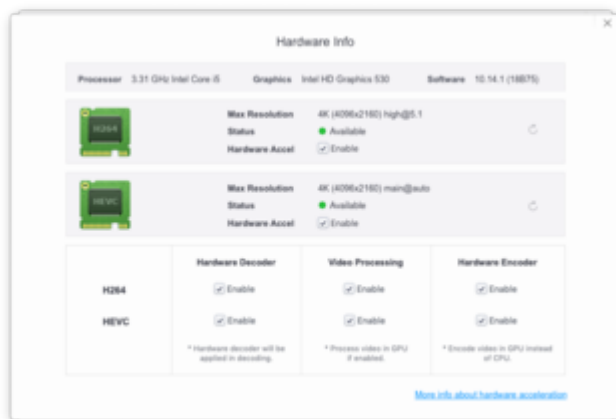 Hardware Info
Processor 3.31 GHz Intel Core i5 Graphics Intel HD Graphics 530 Software 10.14.1 (18B75)
H264
Max Resolution 4K (4096x2160) high@5.1
Status Available
Hardware Accel Enable
HEVC
Max Resolution 4K (4096x2160) main@auto
Status Available
Hardware Accel Enable
Hardware Decoder Video Processing Hardware Encoder
H264 Enable Enable Enable
HEVC Enable Enable Enable
* Hardware decoder will be * Process video in GPU * Encode video in GPU instead
applied in decoding. if enabled. of CPU.
More info about hardware acceleration